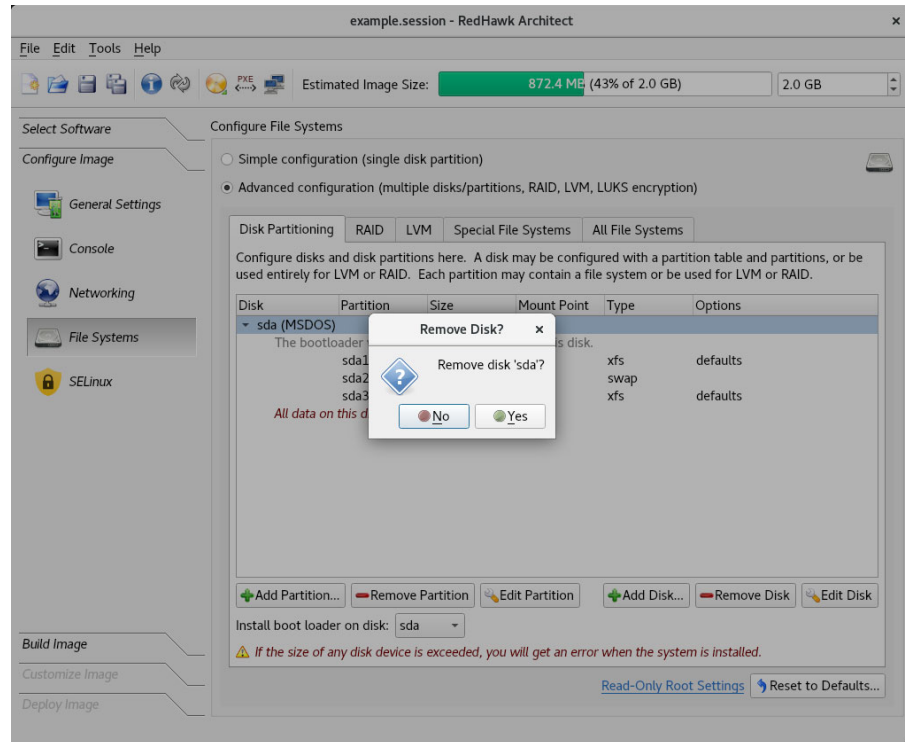 example.session - RedHawk Architect
File Edit Tools Help
PXE Estimated Image Size: 872.4 MB (43% of 2.0 GB) 2.0 GB
Select Software
Configure Image
General Settings
Console
Networking
File Systems
SELinux
Build Image
Customize Image
Deploy Image
Configure File Systems
Simple configuration (single disk partition)
Advanced configuration (multiple disks/partitions, RAID, LVM, LUKS encryption)
Disk Partitioning RAID LVM Special File Systems All File Systems
Configure disks and disk partitions here. A disk may be configured with a partition table and partitions, or be
used entirely for LVM or RAID. Each partition may contain a file system or be used for LVM or RAID.
Disk Partition Size Mount Point Type Options
sda (MSDOS)
The bootloader is disk.
sda1 xfs defaults
sda2 swap
sda3 xfs defaults
All data on this
Remove Disk?
Remove disk 'sda'?
No Yes
Add Partition... Remove Partition Edit Partition Add Disk... Remove Disk Edit Disk
Install boot loader on disk: sda
If the size of any disk device is exceeded, you will get an error when the system is installed.
Read-Only Root Settings Reset to Defaults...